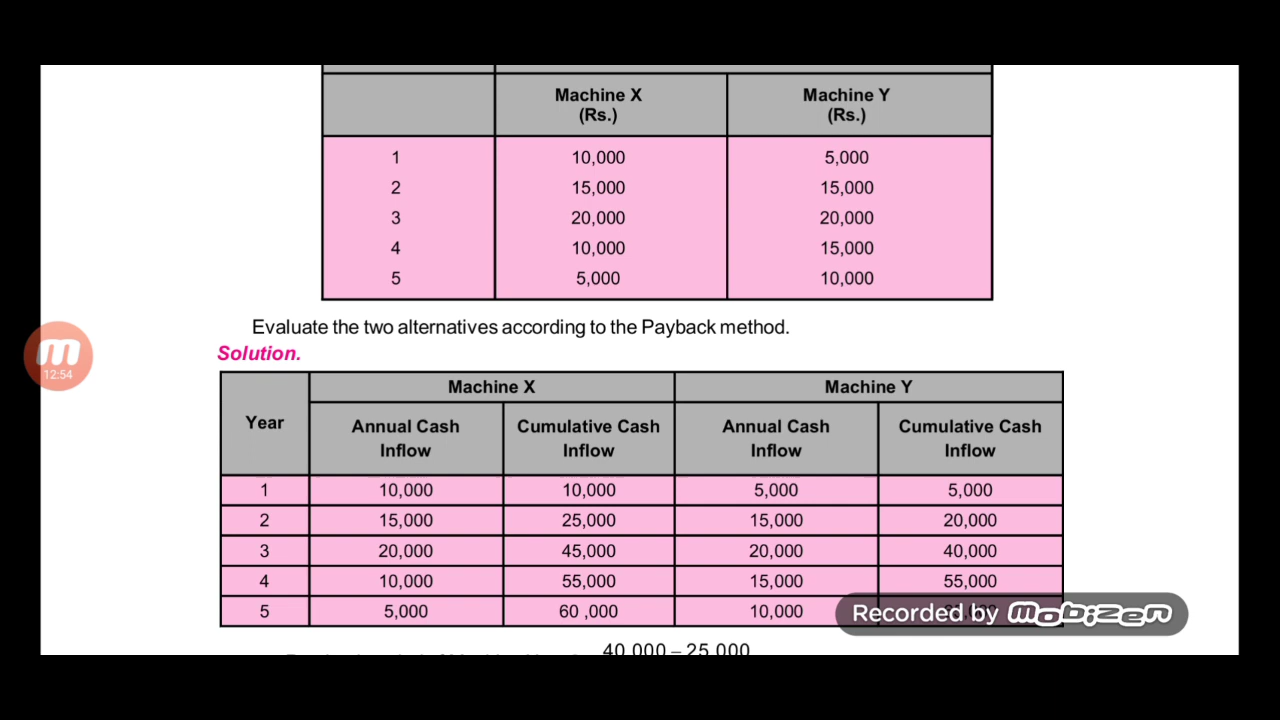 Machine X Machine Y
(Rs.) (Rs.)
1 10,000 5,000
2 15,000 15,000
3 20,000 20,000
4 10,000 15,000
5 5,000 10,000
Evaluate the two alternatives according to the Payback method.
Solution.
Machine X Machine Y
Year Annual Cash Cumulative Cash Annual Cash Cumulative Cash
Inflow Inflow Inflow Inflow
1 10,000 10,000 5,000 5,000
2 15,000 25,000 15,000 20,000
3 20,000 45,000 20,000 40,000
4 10,000 55,000 15,000 55,000
5 5,000 60 ,000 10,000
40,000 – 25,000
m
12:54
Recorded by mobizen